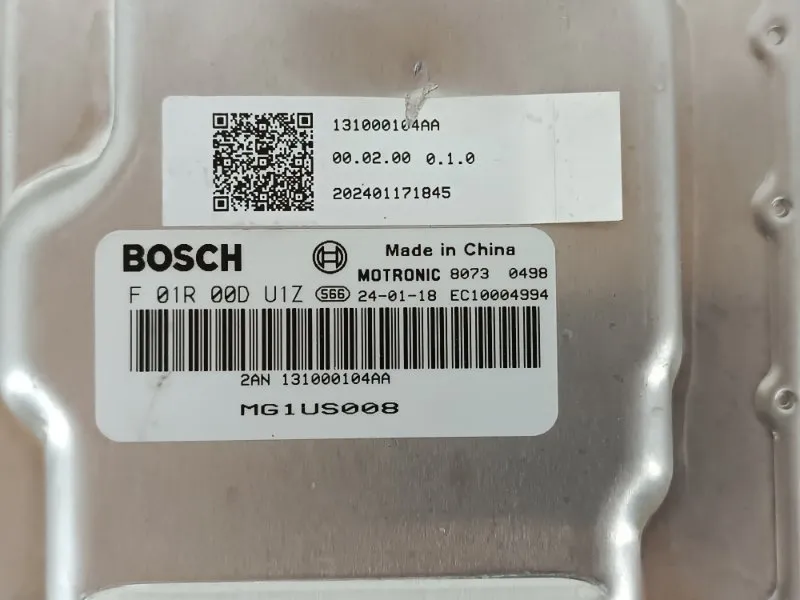 131000104AA
00.02.00 0.1.0
202401171845
BOSCH Made in China
MOTRONIC 8073 0498
F 01R 00D U1Z 566 24-01-18 EC10004994
2AN 131000104AA
MG1US008